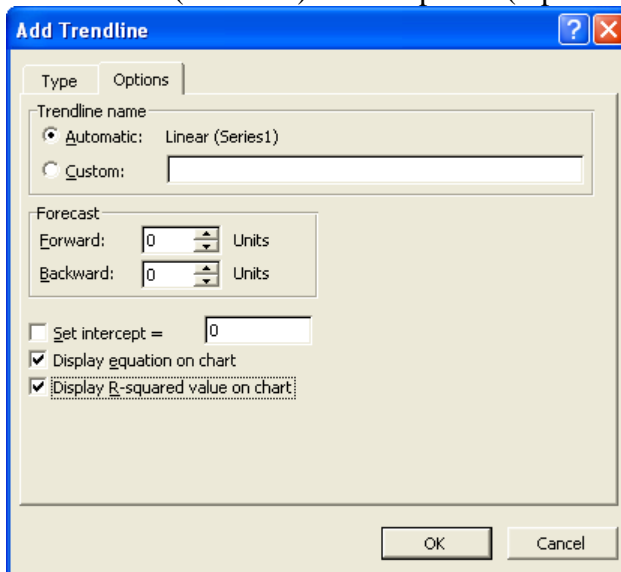 Add Trendline
Type Options
Trendline name
Automatic: Linear (Series1)
Custom:
Forecast
Forward: 0 Units
Backward: 0 Units
Set intercept = 0
Display equation on chart
Display R-squared value on chart
OK Cancel